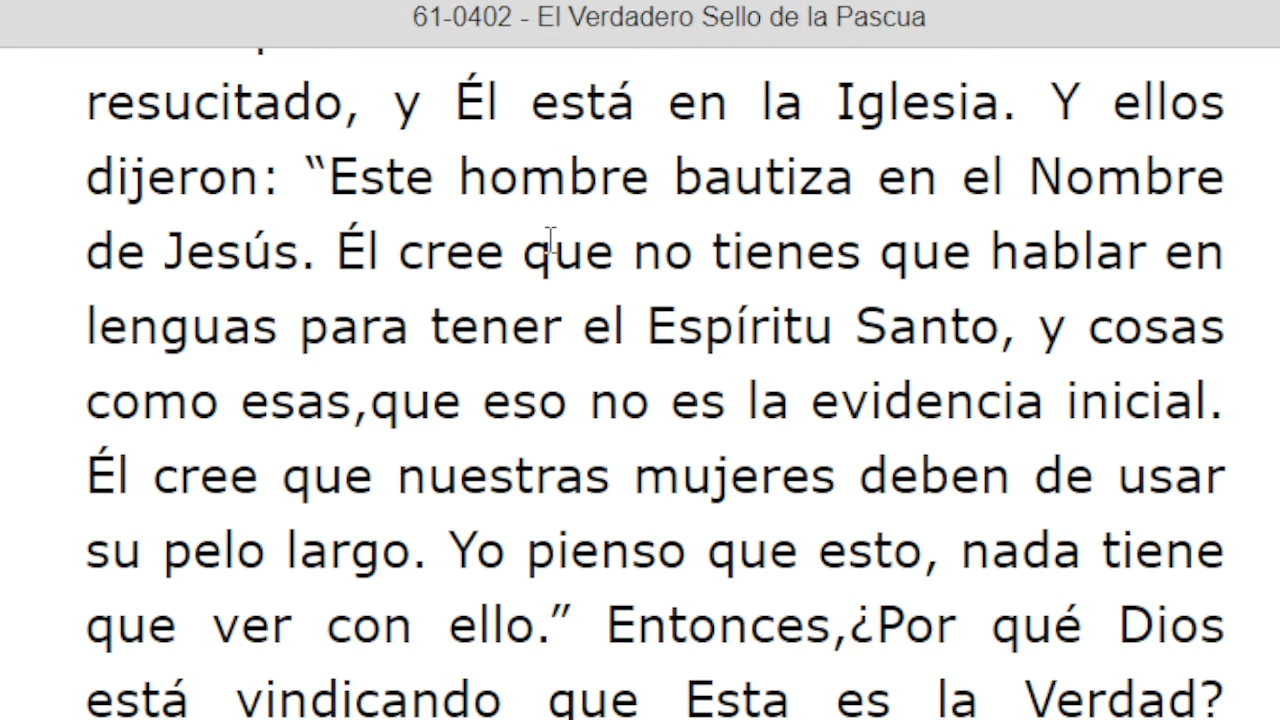 61-0402 - El Verdadero Sello de la Pascua
resucitado, y Él está en la Iglesia. Y ellos
dijeron: “Este hombre bautiza en el Nombre
de Jesús. Él cree que no tienes que hablar en
lenguas para tener el Espíritu Santo, y cosas
como esas,que eso no es la evidencia inicial.
Él cree que nuestras mujeres deben de usar
su pelo largo. Yo pienso que esto, nada tiene
que ver con ello.” Entonces,¿Por qué Dios
está vindicando que Esta es la Verdad?